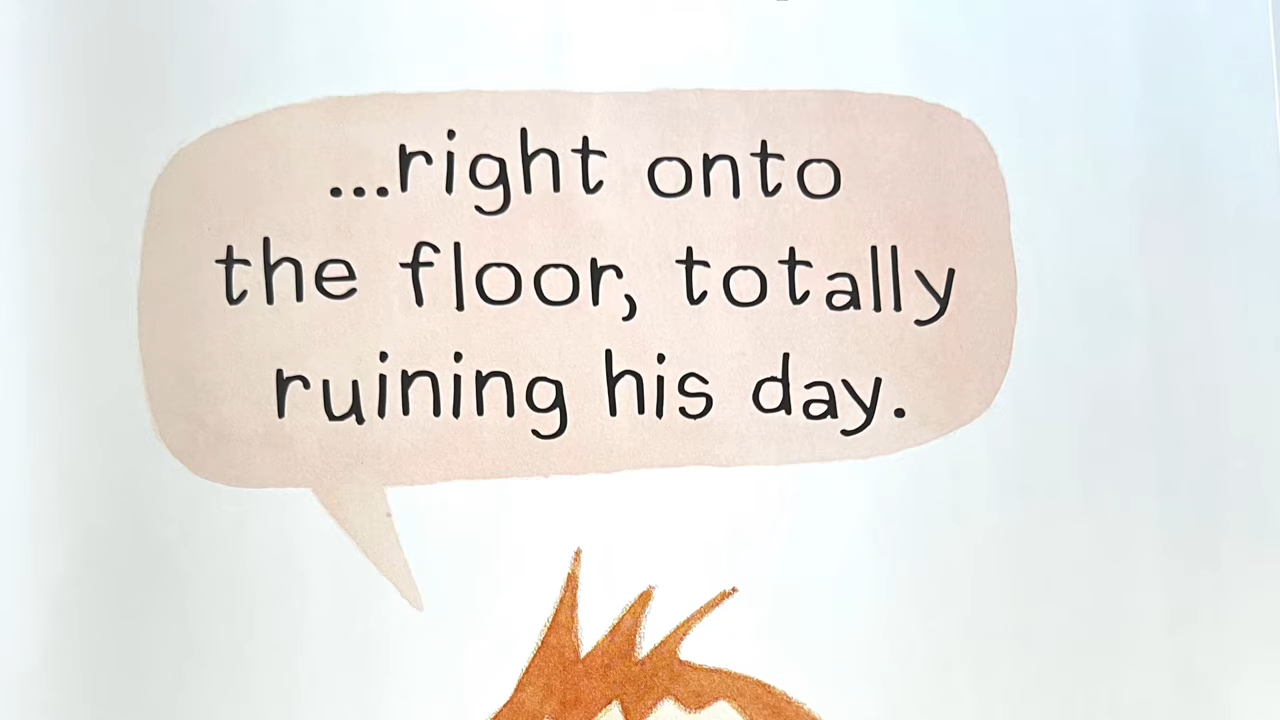 ...right onto
the floor, totally
ruining his day.